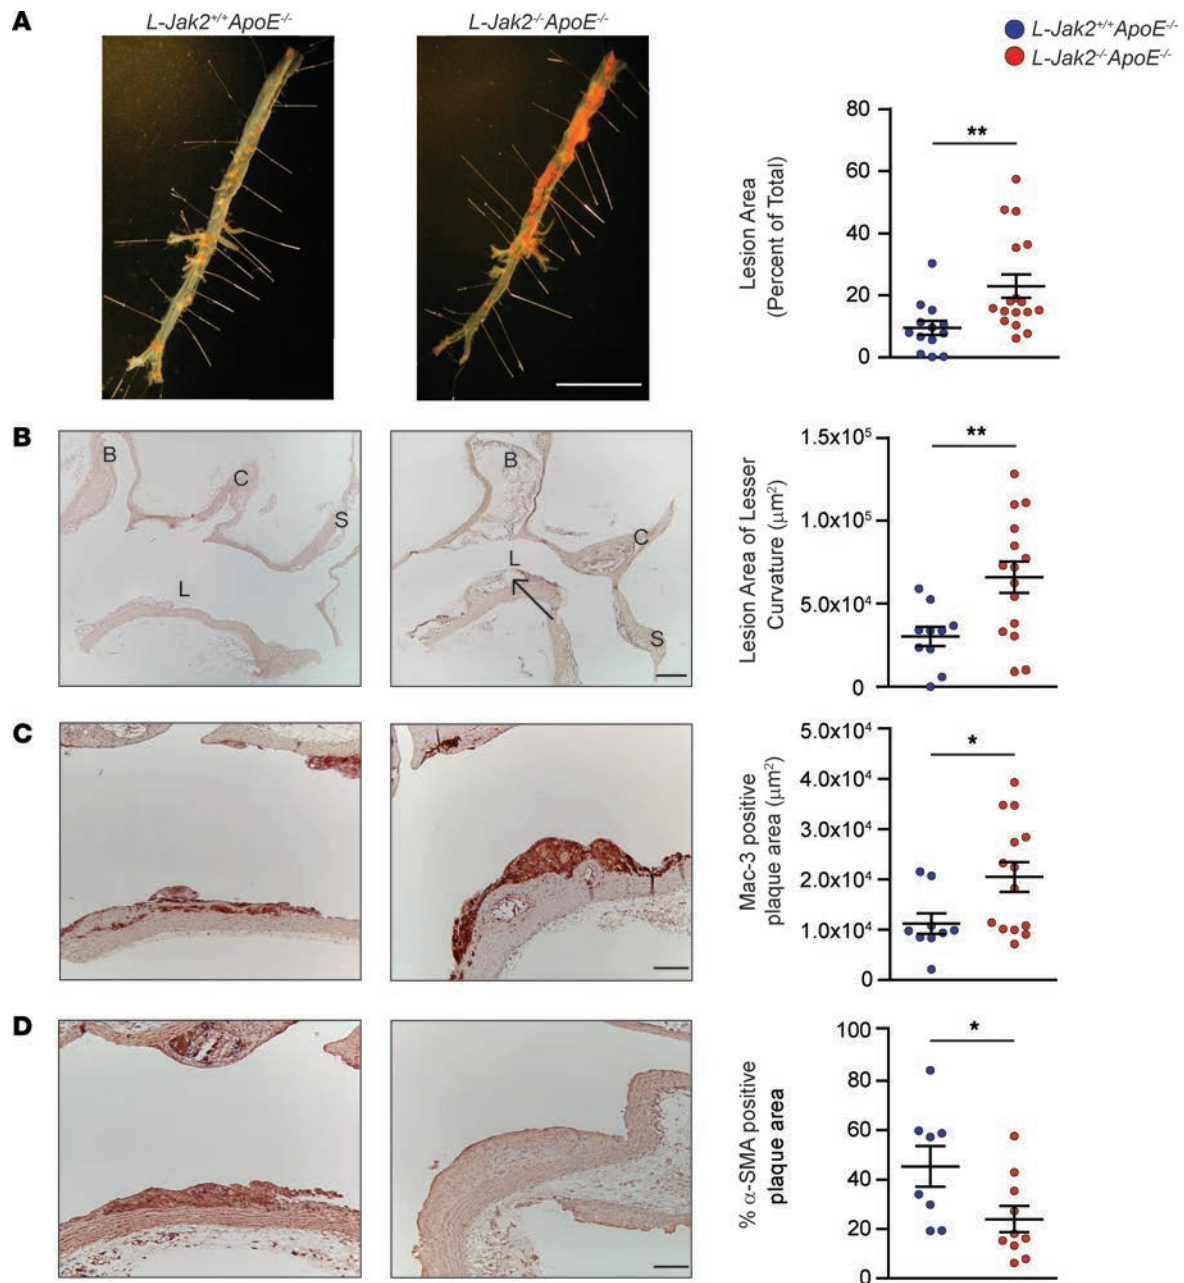 A
L-Jak2+/+ApoE-/-
L-Jak2-/-ApoE-/-
L-Jak2+/+ApoE-/-
L-Jak2-/-ApoE-/-
Lesion Area
(Percent of Total)
80
60
40
20
0
**
B
B
C
S
L
B
C
L
S
Lesion Area of Lesser
Curvature (μm²)
1.5x10⁵
1.0x10⁵
5.0x10⁴
0
**
C
Mac-3 positive
plaque area (μm²)
5.0x10⁴
4.0x10⁴
3.0x10⁴
2.0x10⁴
1.0x10⁴
0
*
D
% α-SMA positive
plaque area
100
80
60
40
20
0
*